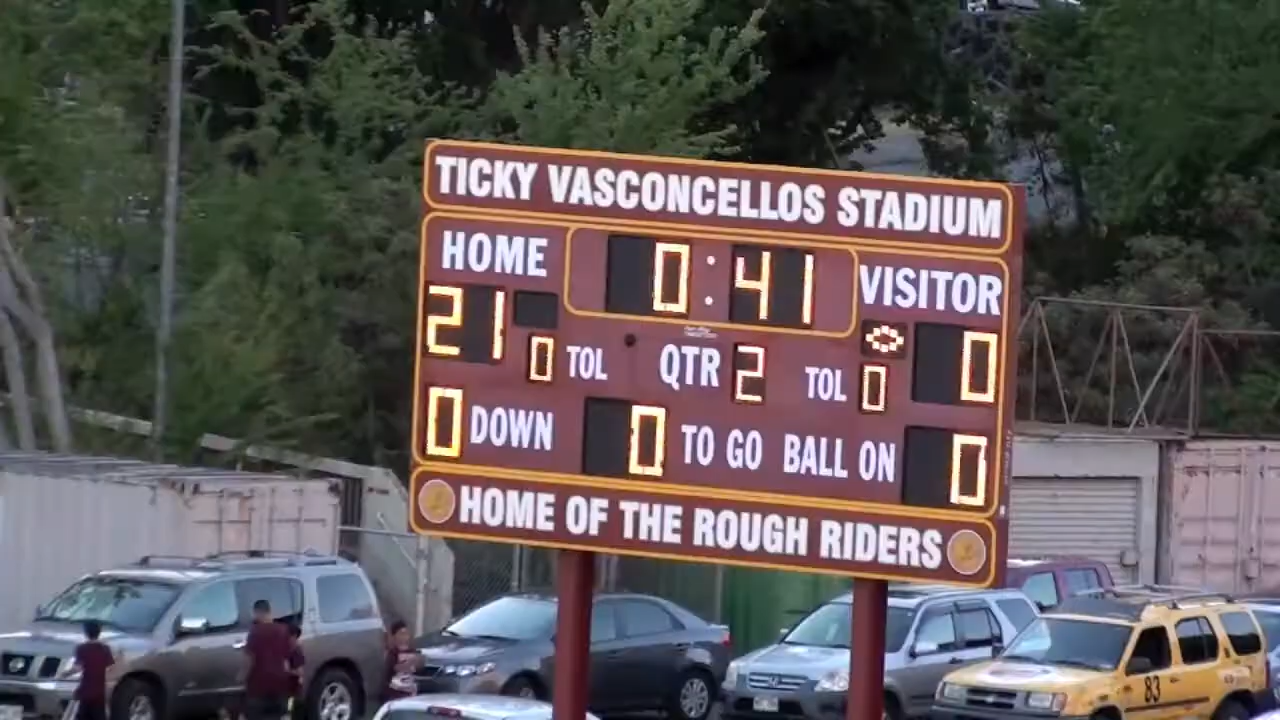 TICKY VASCONCELLOS STADIUM
HOME 0:41 VISITOR
21 0 TOL QTR 2 TOL 0 0
0 DOWN 0 TO GO BALL ON 0
HOME OF THE ROUGH RIDERS
83